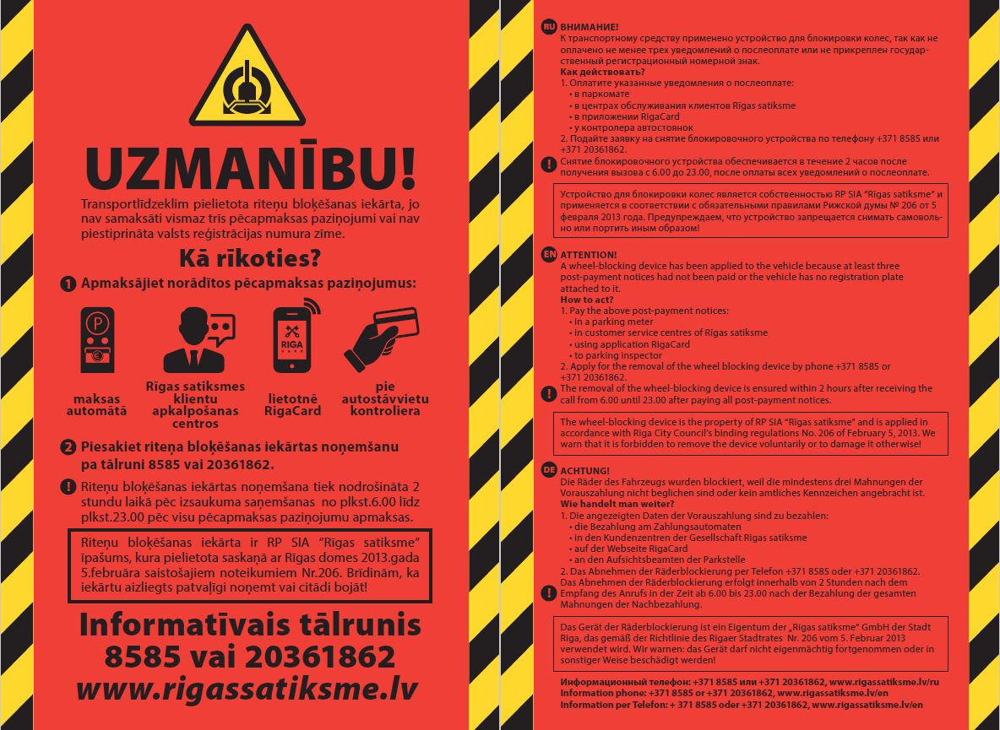 UZMANĪBU!
Transportlīdzeklim pielietota riteņu bloķēšanas iekārta, jo
nav samaksāti vismaz trīs pēcapmaksas paziņojumi vai nav
piestiprināta valsts reģistrācijas numura zīme.
Kā rīkoties?
1 Apmaksājiet norādītos pēcapmaksas paziņojumus:
P
€
RIGA
CARD
maksas
automātā
Rīgas satiksmes
klientu
apkalpošanas
centros
lietotnē
RigaCard
pie
autostāvvietu
kontroliera
2 Piesakiet riteņa bloķēšanas iekārtas noņemšanu
pa tālruni 8585 vai 20361862.
! Riteņu bloķēšanas iekārtas noņemšana tiek nodrošināta 2
stundu laikā pēc izsaukuma saņemšanas no plkst.6.00 līdz
plkst.23.00 pēc visu pēcapmaksas paziņojumu apmaksas.
Riteņu bloķēšanas iekārta ir RP SIA “Rīgas satiksme”
īpašums, kura pielietota saskaņā ar Rīgas domes 2013.gada
5.februāra saistošajiem noteikumiem Nr.206. Brīdinām, ka
iekārtu aizliegts patvaļīgi noņemt vai citādi bojāt!
Informatīvais tālrunis
8585 vai 20361862
www.rigassatiksme.lv
RU ВНИМАНИЕ!
К транспортному средству применено устройство для блокировки колес, так как не
оплачено не менее трех уведомлений о послеоплате или не прикреплен государ-
ственный регистрационный номерной знак.
Как действовать?
1. Оплатите указанные уведомления о послеоплате:
• в паркомате
• в центрах обслуживания клиентов Rīgas satiksme
• в приложении RigaCard
• у контролера автостоянок
2. Подайте заявку на снятие блокировочного устройства по телефону +371 8585 или
+371 20361862.
! Снятие блокировочного устройства обеспечивается в течение 2 часов после
получения вызова с 6.00 до 23.00, после оплаты всех уведомлений о послеоплате.
Устройство для блокировки колес является собственностью RP SIA “Rīgas satiksme” и
применяется в соответствии с обязательными правилами Рижской думы № 206 от 5
февраля 2013 года. Предупреждаем, что устройство запрещается снимать самоволь-
но или портить иным образом!
EN ATTENTION!
A wheel-blocking device has been applied to the vehicle because at least three
post-payment notices had not been paid or the vehicle has no registration plate
attached to it.
How to act?
1. Pay the above post-payment notices:
• in a parking meter
• in customer service centres of Rīgas satiksme
• using application RigaCard
• to parking inspector
2. Apply for the removal of the wheel blocking device by phone +371 8585 or
+371 20361862.
! The removal of the wheel-blocking device is ensured within 2 hours after receiving the
call from 6.00 until 23.00 after paying all post-payment notices.
The wheel-blocking device is the property of RP SIA “Rīgas satiksme” and is applied in
accordance with Riga City Council’s binding regulations No. 206 of February 5, 2013. We
warn that it is forbidden to remove the device voluntarily or to damage it otherwise!
DE ACHTUNG!
Die Räder des Fahrzeugs wurden blockiert, weil die mindestens drei Mahnungen der
Vorauszahlung nicht beglichen sind oder kein amtliches Kennzeichen angebracht ist.
Wie handelt man weiter?
1. Die angezeigten Daten der Vorauszahlung sind zu bezahlen:
• die Bezahlung am Zahlungsautomaten
• in den Kundenzentren der Gesellschaft Rigas satiksme
• auf der Webseite RigaCard
• an den Aufsichtsbeamten der Parkstelle
2. Das Abnehmen der Räderblockierung per Telefon +371 8585 oder +371 20361862.
Das Abnehmen der Räderblockierung erfolgt innerhalb von 2 Stunden nach dem
! Empfang des Anrufs in der Zeit ab 6.00 bis 23.00 nach der Bezahlung der gesamten
Mahnungen der Nachbezahlung.
Das Gerät der Räderblockierung ist ein Eigentum der „Rigas satiksme“ GmbH der Stadt
Riga, das gemäß der Richtlinie des Rigaer Stadtrates Nr. 206 vom 5. Februar 2013
verwendet wird. Wir warnen: das Gerät darf nicht eigenmächtig fortgenommen oder in
sonstiger Weise beschädigt werden!
Информационный телефон: +371 8585 или +371 20361862, www.rigassatiksme.lv/ru
Information phone: +371 8585 or +371 20361862, www.rigassatiksme.lv/en
Information per Telefon: + 371 8585 oder +371 20361862, www.rigassatiksme.lv/en